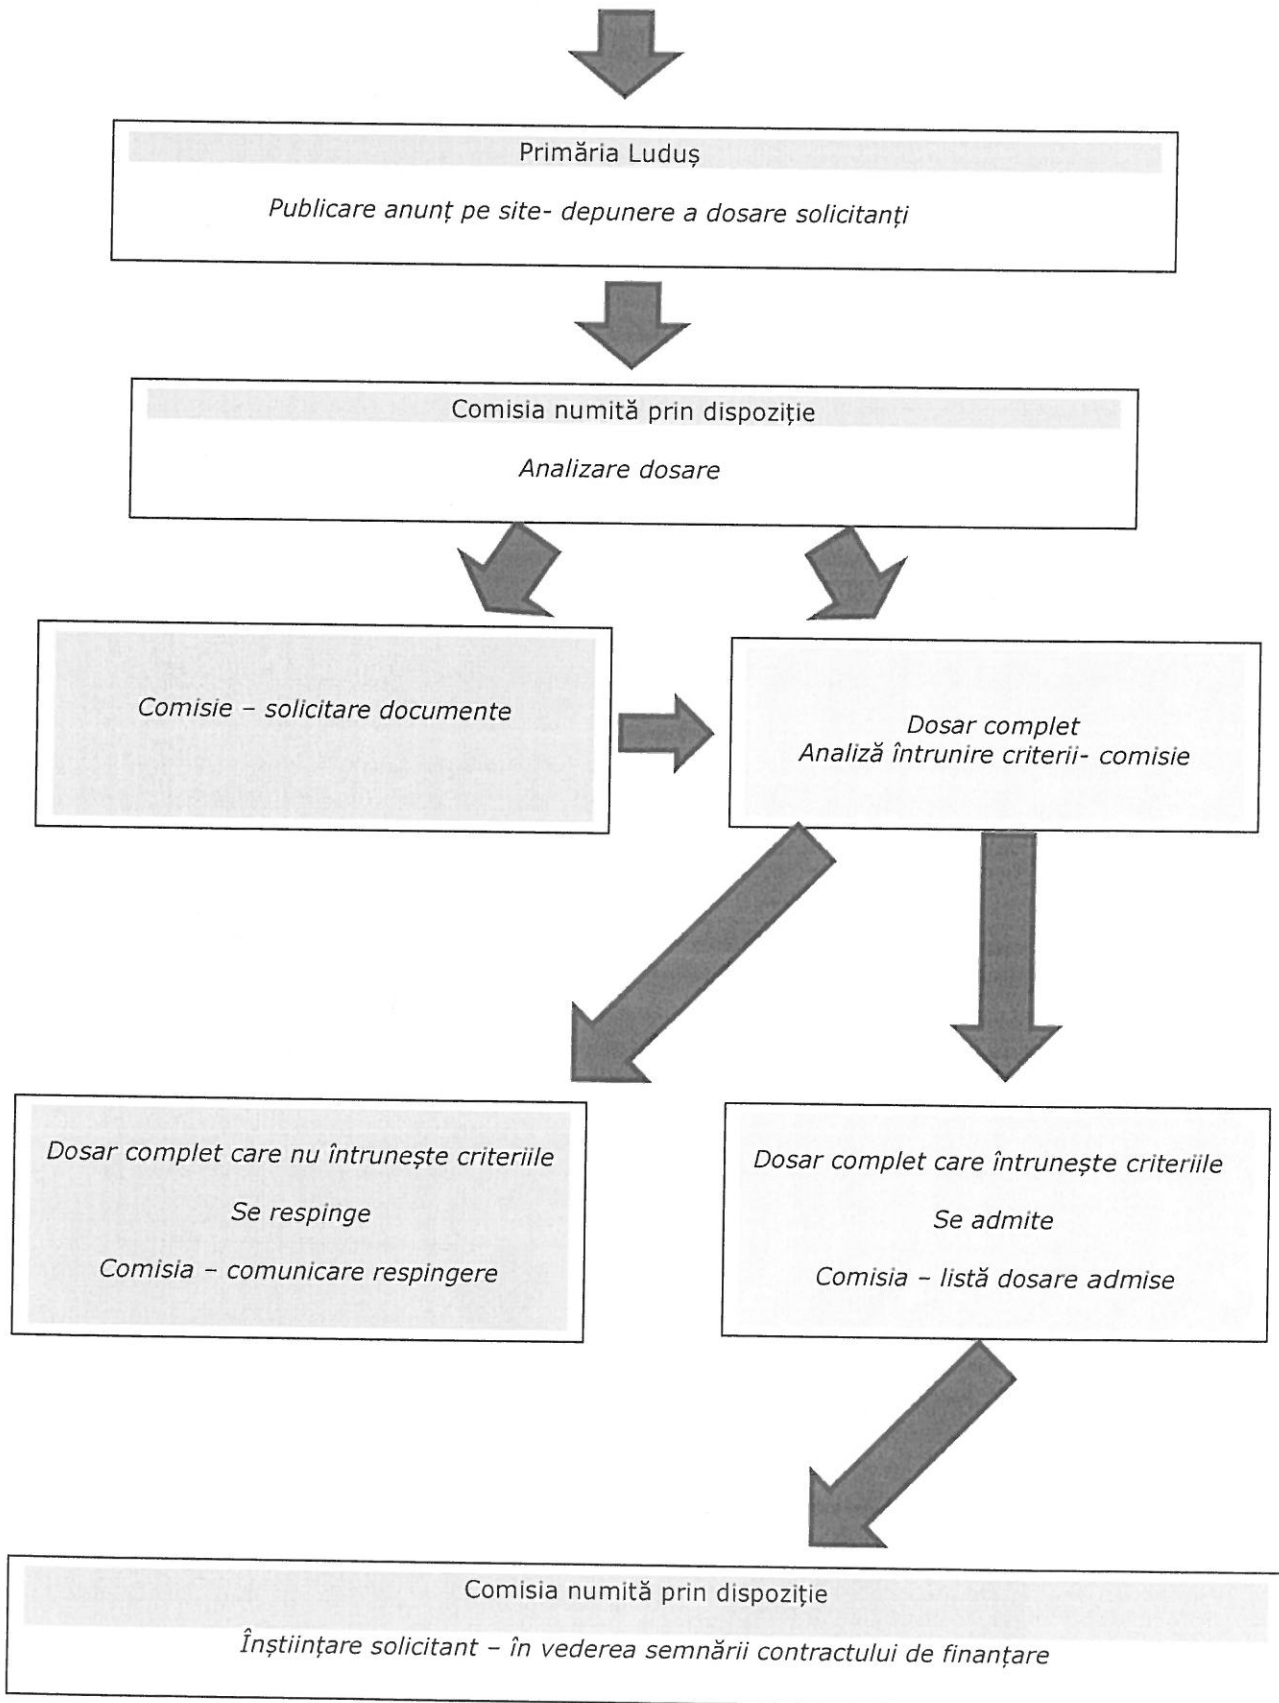 Primăria Luduș
Publicare anunț pe site- depunere a dosare solicitanți
Comisia numită prin dispoziție
Analizare dosare
Comisie – solicitare documente
Dosar complet
Analiză întrunire criterii- comisie
Dosar complet care nu întrunește criteriile
Se respinge
Comisia – comunicare respingere
Dosar complet care întrunește criteriile
Se admite
Comisia – listă dosare admise
Comisia numită prin dispoziție
Înștiințare solicitant – în vederea semnării contractului de finanțare